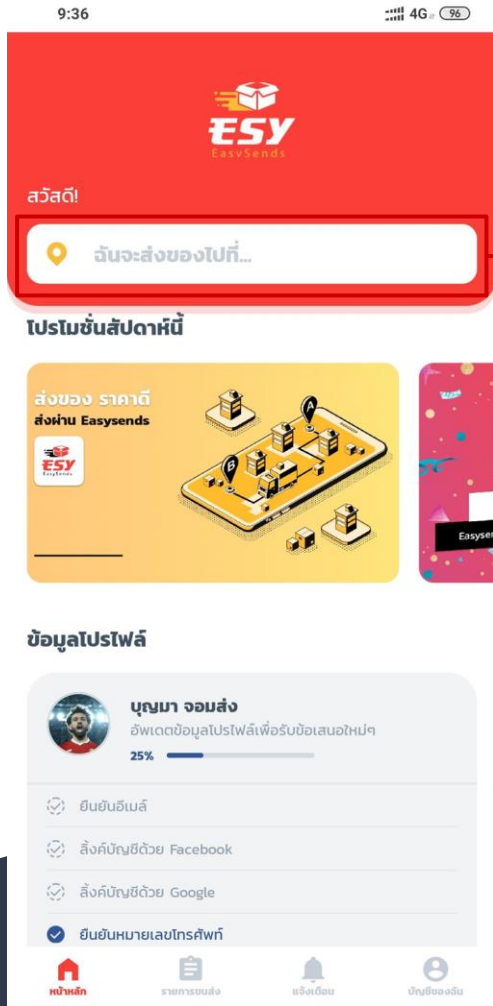 9:36
4G 96
ESY
EasySends
สวัสดี!
ฉันจะส่งของไปที่...
โปรโมชั่นสัปดาห์นี้
ส่งของ ราคาดี
ส่งผ่าน Easysends
ESY
EasySends
A
B
Easysen
ข้อมูลโปรไฟล์
บุญมา จอมส่ง
อัพเดตข้อมูลโปรไฟล์เพื่อรับข้อเสนอใหม่ๆ
25%
ยืนยันอีเมล์
ลิ้งค์บัญชีด้วย Facebook
ลิ้งค์บัญชีด้วย Google
ยืนยันหมายเลขโทรศัพท์
หน้าหลัก รายการขนส่ง แจ้งเตือน บัญชีของฉัน